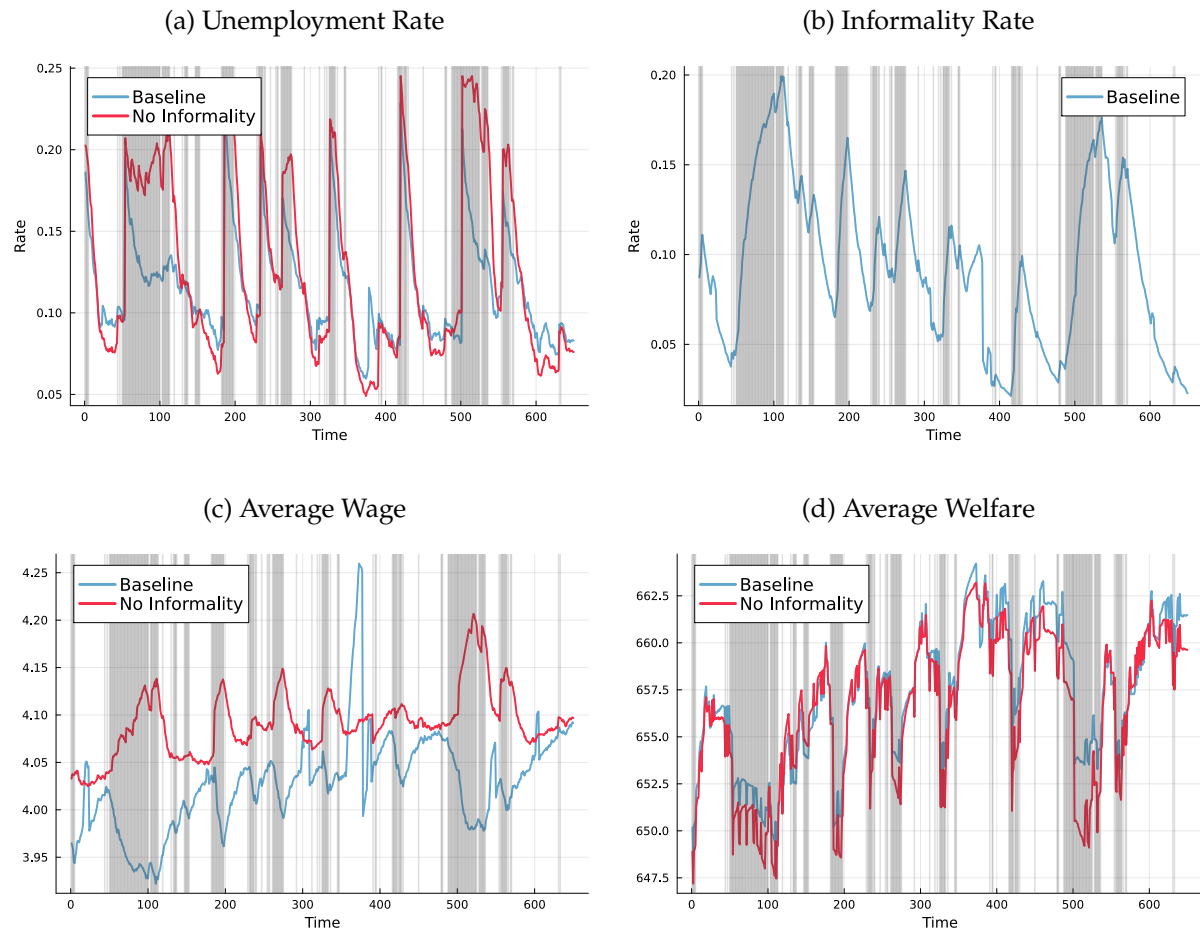 (a) Unemployment Rate
0.25
0.20
0.15
0.10
0.05
Rate
Baseline
No Informality
0 100 200 300 400 500 600
Time
(b) Informality Rate
0.20
0.15
0.10
0.05
Rate
Baseline
0 100 200 300 400 500 600
Time
(c) Average Wage
4.25
4.20
4.15
4.10
4.05
4.00
3.95
Baseline
No Informality
0 100 200 300 400 500 600
Time
(d) Average Welfare
662.5
660.0
657.5
655.0
652.5
650.0
647.5
Baseline
No Informality
0 100 200 300 400 500 600
Time